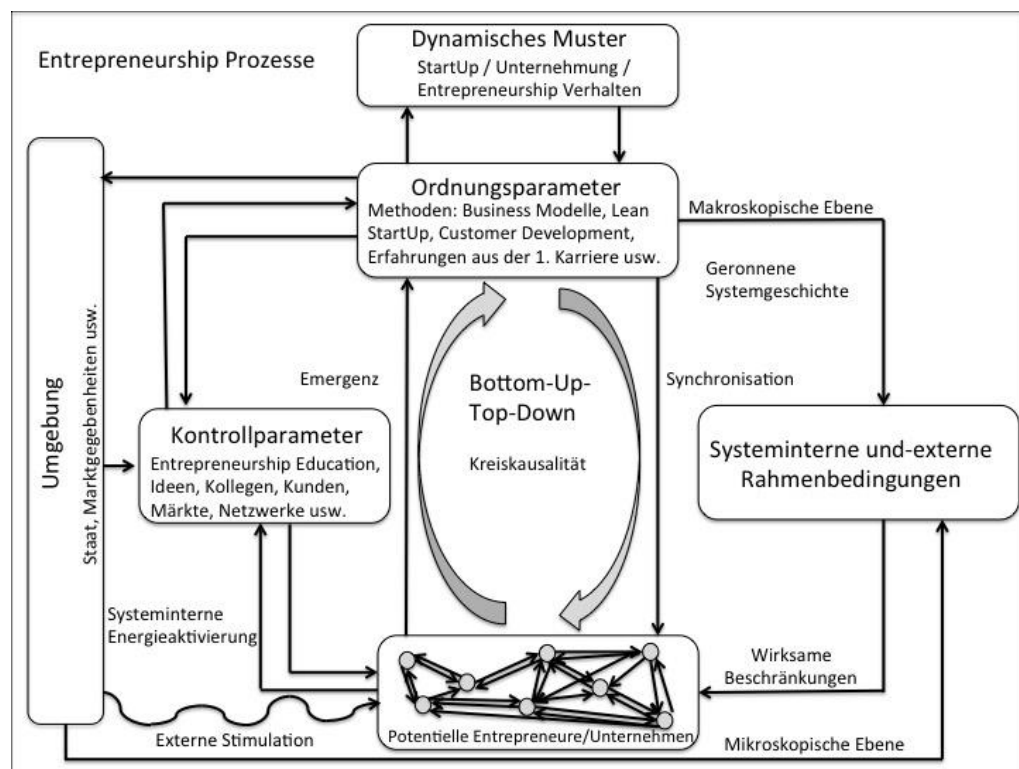 Entrepreneurship Prozesse
Dynamisches Muster
StartUp / Unternehmung /
Entrepreneurship Verhalten
Ordnungsparameter
Methoden: Business Modelle, Lean
StartUp, Customer Development,
Erfahrungen aus der 1. Karriere usw.
Makroskopische Ebene
Geronnene
Systemgeschichte
Umgebung
Staat, Marktgegebenheiten usw.
Emergenz
Bottom-Up-
Top-Down
Kreiskausalität
Synchronisation
Kontrollparameter
Entrepreneurship Education,
Ideen, Kollegen, Kunden,
Märkte, Netzwerke usw.
Systeminterne und-externe
Rahmenbedingungen
Systeminterne
Energieaktivierung
Wirksame
Beschränkungen
Externe Stimulation
Potentielle Entrepreneure/Unternehmen
Mikroskopische Ebene